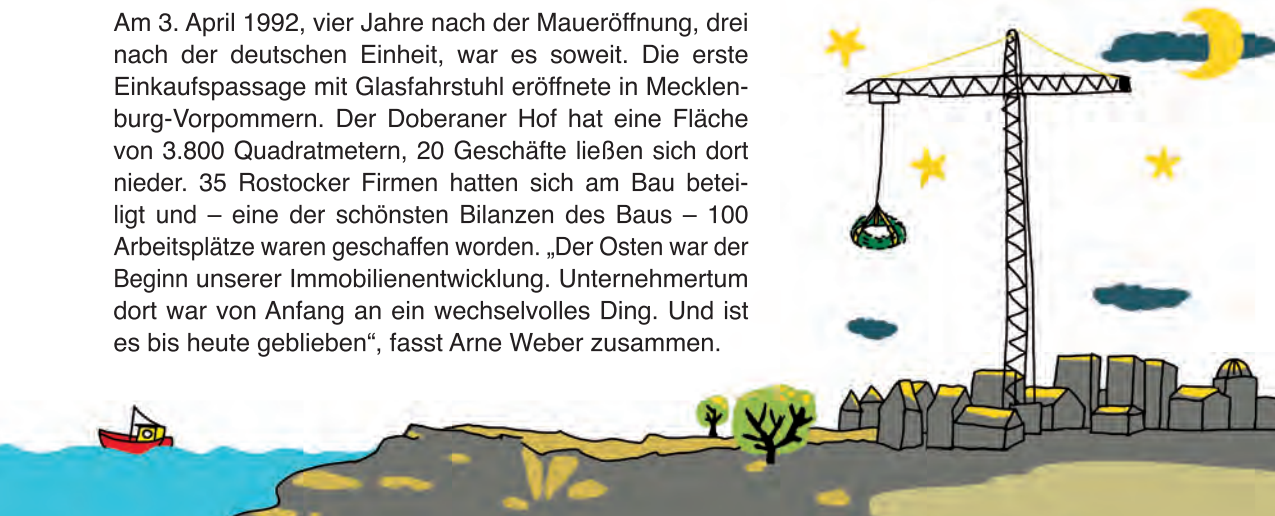 Am 3. April 1992, vier Jahre nach der Maueröffnung, drei
nach der deutschen Einheit, war es soweit. Die erste
Einkaufspassage mit Glasfahrstuhl eröffnete in Mecklen-
burg-Vorpommern. Der Doberaner Hof hat eine Fläche
von 3.800 Quadratmetern, 20 Geschäfte ließen sich dort
nieder. 35 Rostocker Firmen hatten sich am Bau betei-
ligt und – eine der schönsten Bilanzen des Baus – 100
Arbeitsplätze waren geschaffen worden. „Der Osten war der
Beginn unserer Immobilienentwicklung. Unternehmertum
dort war von Anfang an ein wechselvolles Ding. Und ist
es bis heute geblieben“, fasst Arne Weber zusammen.